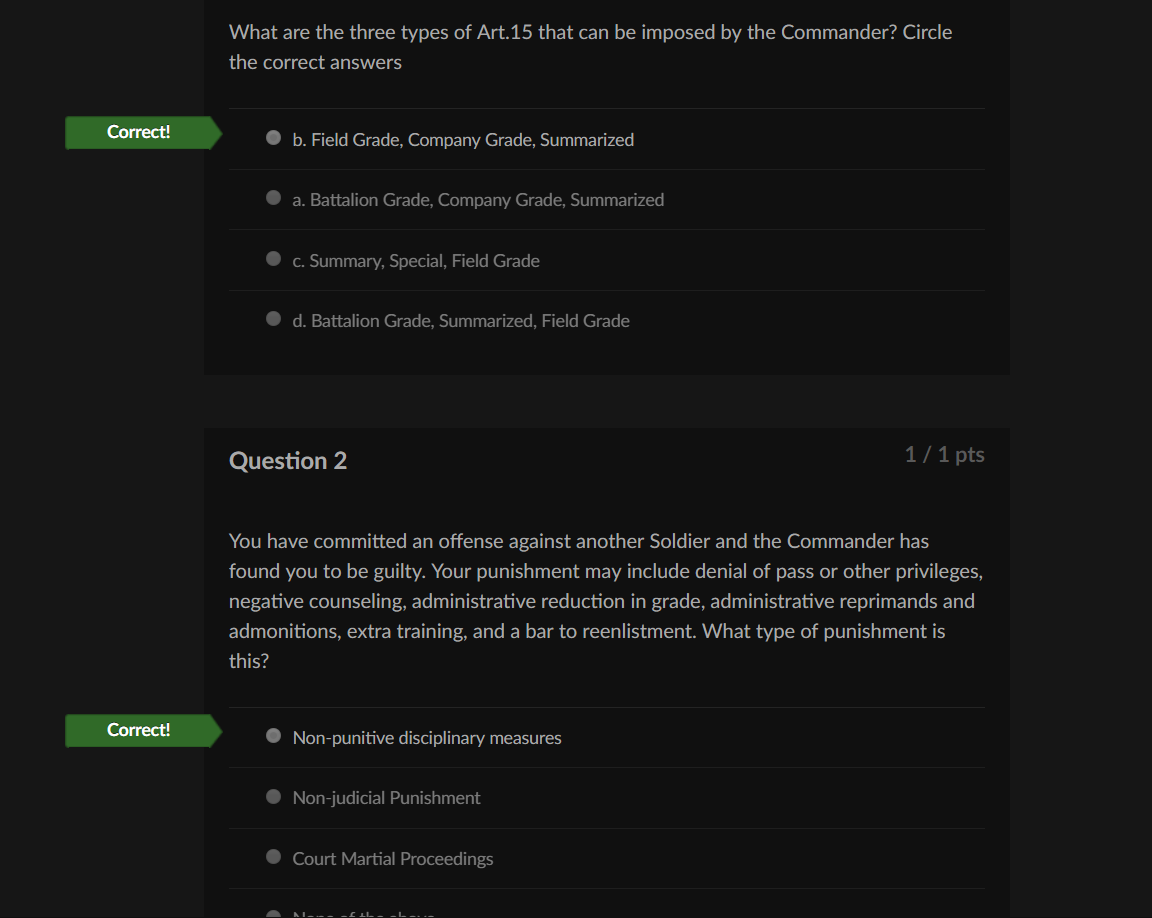 What are the three types of Art.15 that can be imposed by the Commander? Circle
the correct answers
Correct!
b. Field Grade, Company Grade, Summarized
a. Battalion Grade, Company Grade, Summarized
c. Summary, Special, Field Grade
d. Battalion Grade, Summarized, Field Grade
Question 2
1 / 1 pts
You have committed an offense against another Soldier and the Commander has
found you to be guilty. Your punishment may include denial of pass or other privileges,
negative counseling, administrative reduction in grade, administrative reprimands and
admonitions, extra training, and a bar to reenlistment. What type of punishment is
this?
Correct!
Non-punitive disciplinary measures
Non-judicial Punishment
Court Martial Proceedings
None of the above